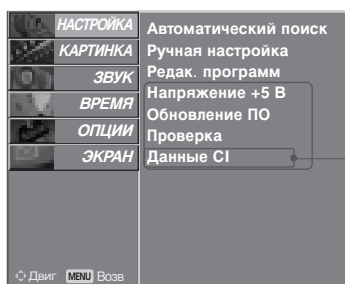 НАСТРОЙКА
КАРТИНКА
ЗВУК
ВРЕМЯ
ОПЦИИ
ЭКРАН
Автоматический поиск
Ручная настройка
Редак. программ
Напряжение +5 В
Обновление ПО
Проверка
Данные CI
Двиг MENU Возв